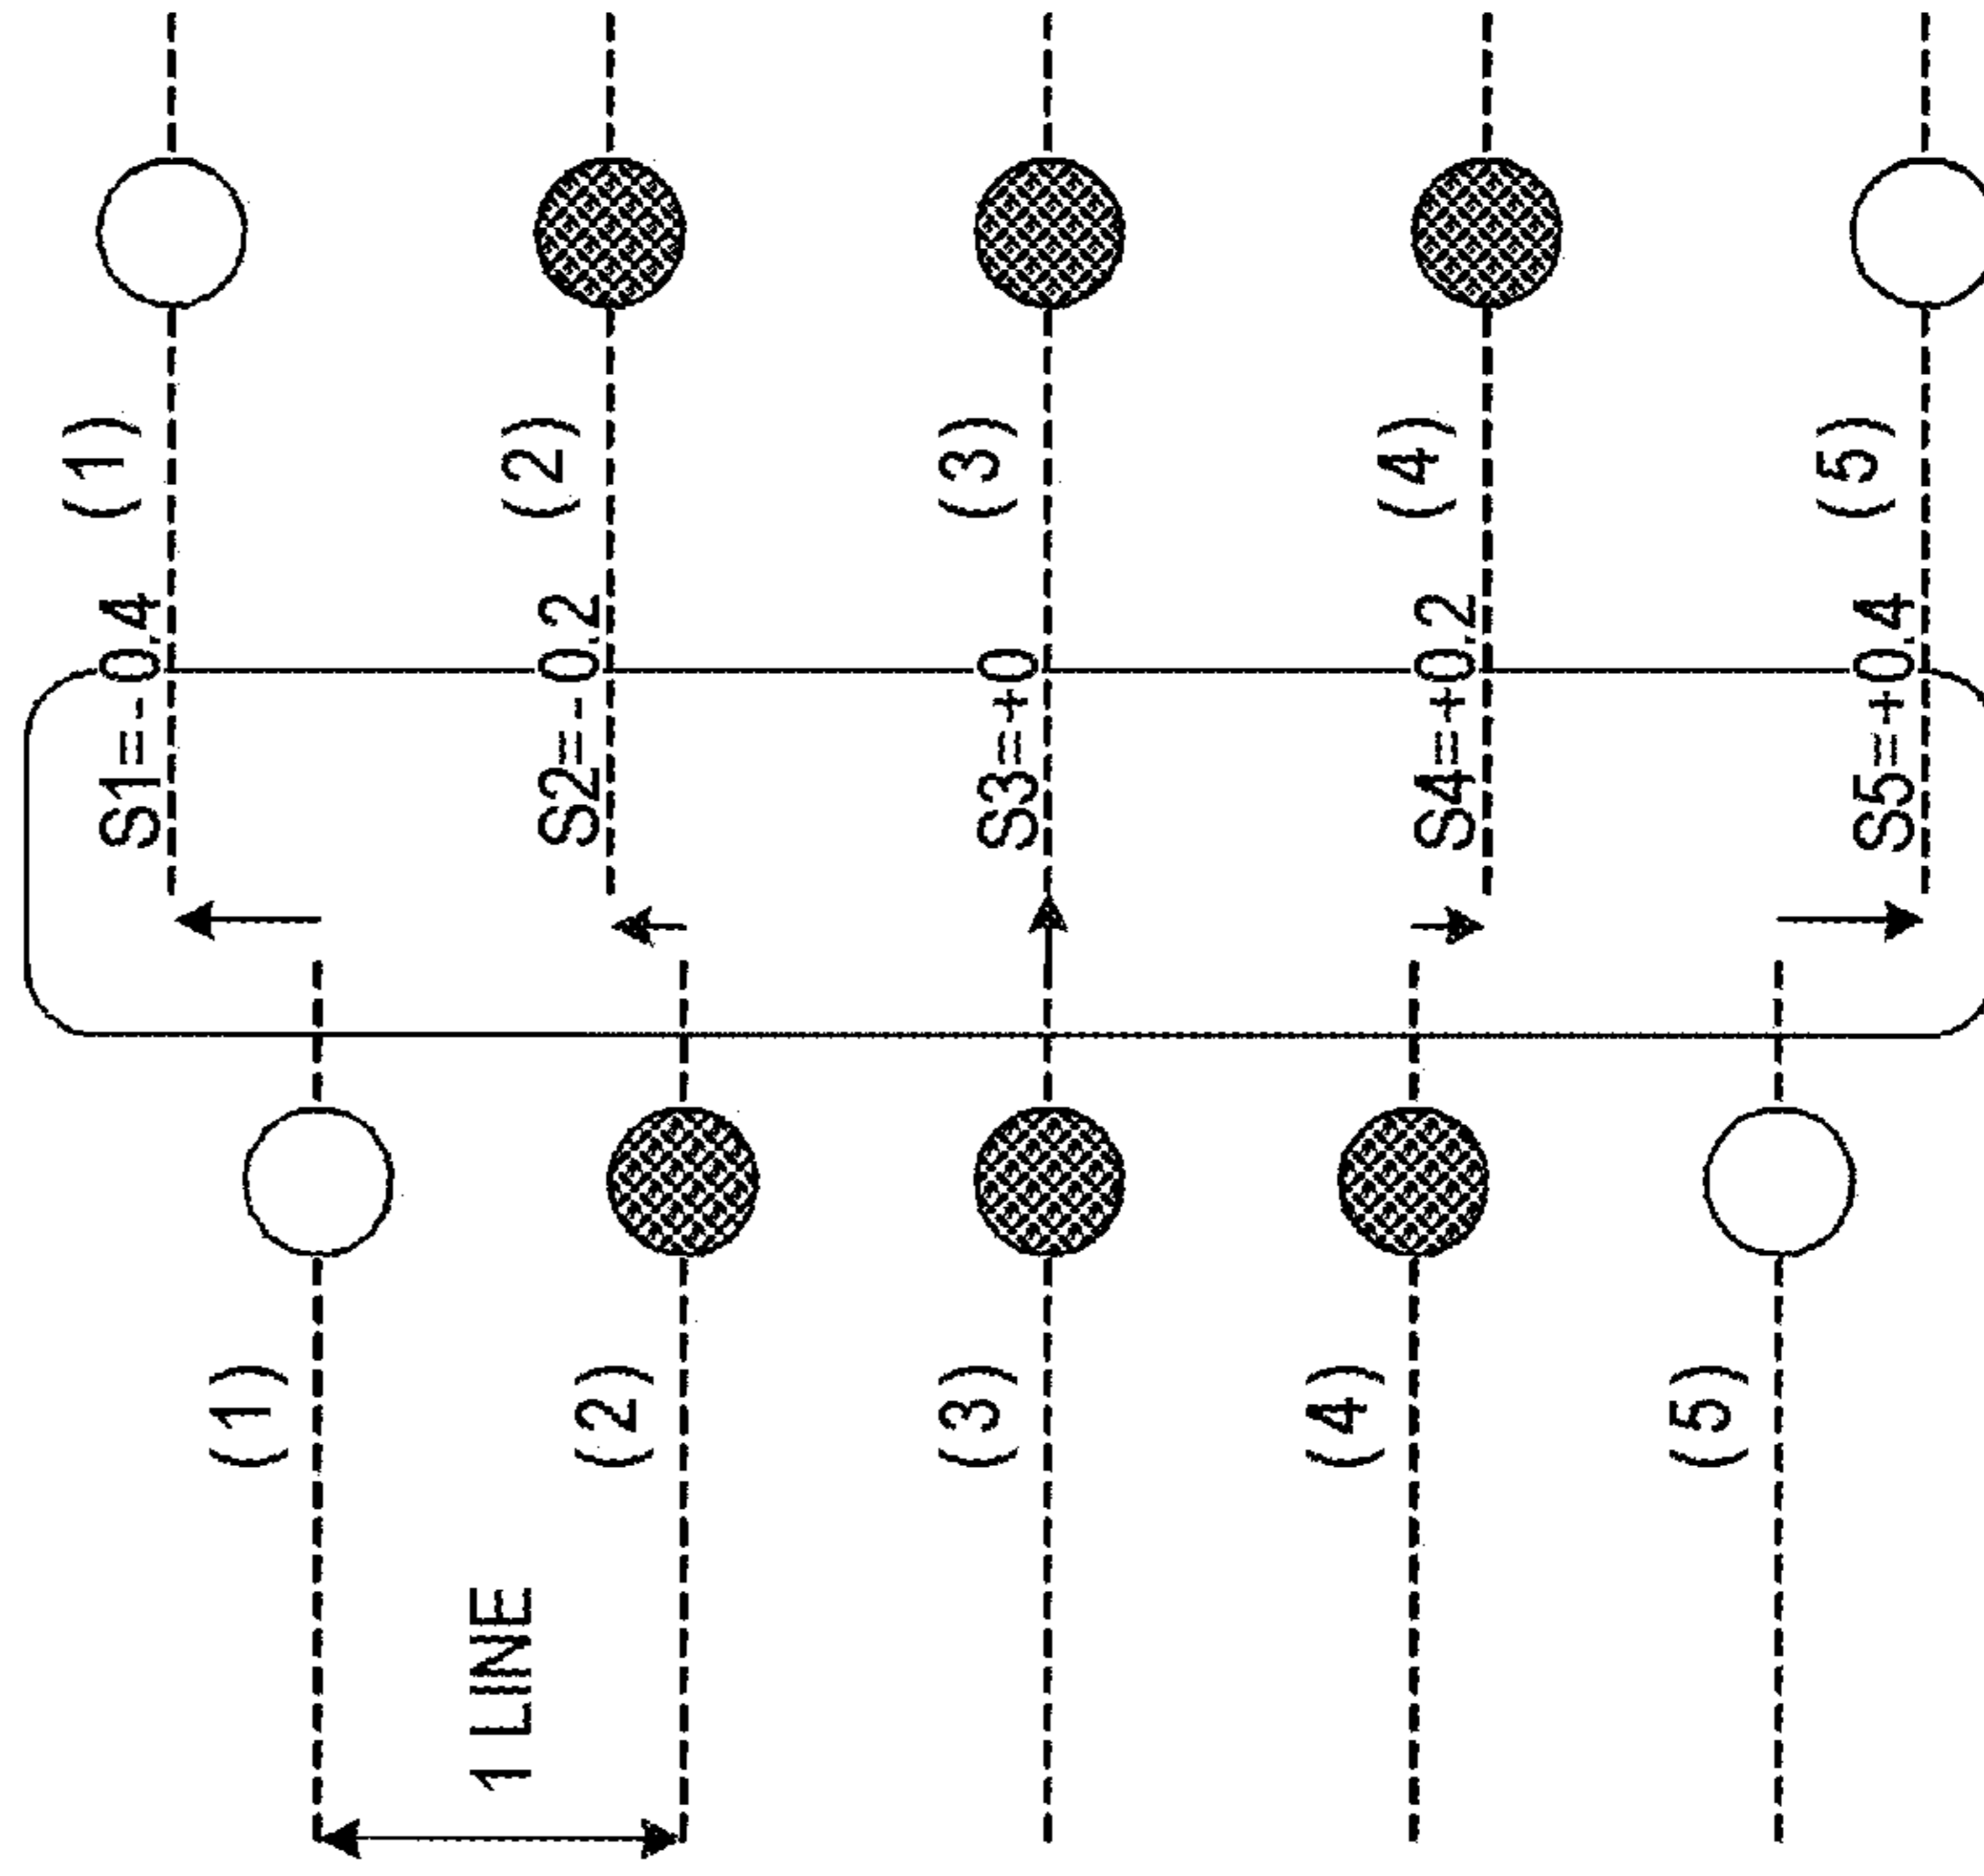 (1)
(1)
S1=-0.4
1 LINE
(2)
(2)
S2=-0.2
(3)
(3)
S3=+0
(4)
(4)
S4=+0.2
(5)
(5)
S5=+0.4